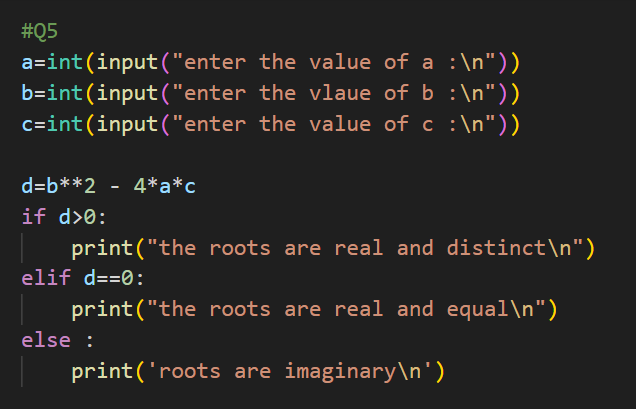 #Q5
a=int(input("enter the value of a :\n"))
b=int(input("enter the vlaue of b :\n"))
c=int(input("enter the value of c :\n"))
d=b**2 - 4*a*c
if d>0:
    print("the roots are real and distinct\n")
elif d==0:
    print("the roots are real and equal\n")
else :
    print('roots are imaginary\n')